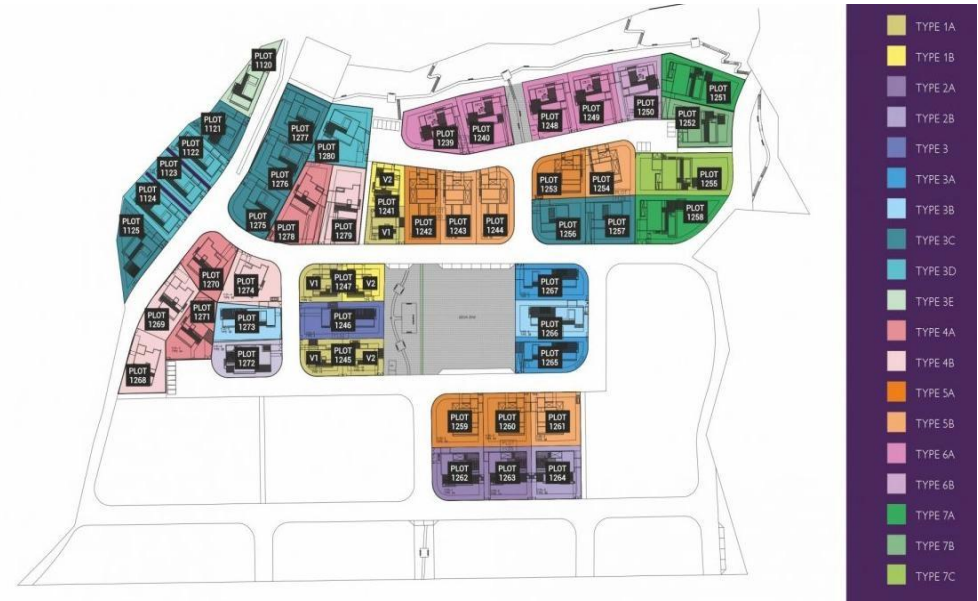 PLOT
1120
PLOT
1121
PLOT
1122
PLOT
1123
PLOT
1124
PLOT
1125
PLOT
1277
PLOT
1280
PLOT
1276
PLOT
1275
PLOT
1278
PLOT
1279
PLOT
1239
PLOT
1240
PLOT
1248
PLOT
1249
PLOT
1250
PLOT
1251
PLOT
1252
V2
PLOT
1241
V1
PLOT
1242
PLOT
1243
PLOT
1244
PLOT
1253
PLOT
1254
PLOT
1255
PLOT
1256
PLOT
1257
PLOT
1258
PLOT
1270
PLOT
1274
PLOT
1269
PLOT
1271
PLOT
1273
PLOT
1272
PLOT
1268
V1
PLOT
1247
V2
PLOT
1246
V1
PLOT
1245
V2
PLOT
1267
PLOT
1266
PLOT
1265
PLOT
1259
PLOT
1260
PLOT
1261
PLOT
1262
PLOT
1263
PLOT
1264
TYPE 1A
TYPE 1B
TYPE 2A
TYPE 2B
TYPE 3
TYPE 3A
TYPE 3B
TYPE 3C
TYPE 3D
TYPE 3E
TYPE 4A
TYPE 4B
TYPE 5A
TYPE 5B
TYPE 6A
TYPE 6B
TYPE 7A
TYPE 7B
TYPE 7C